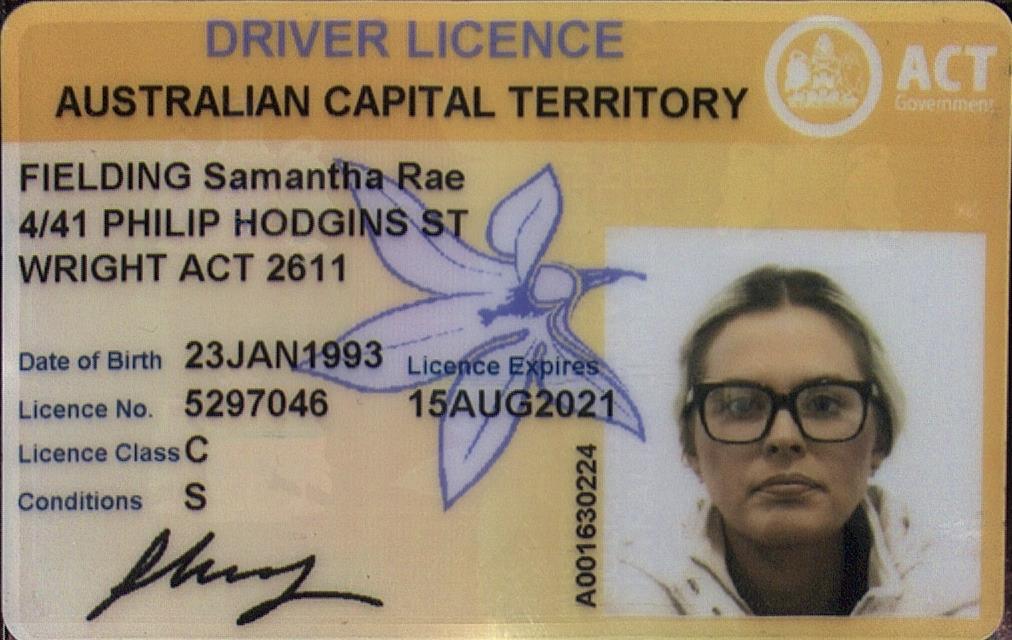 DRIVER LICENCE
AUSTRALIAN CAPITAL TERRITORY
ACT
Government
FIELDING Samantha Rae
4/41 PHILIP HODGINS ST
WRIGHT ACT 2611
Date of Birth 23JAN1993
Licence Expires
Licence No. 5297046
15AUG2021
Licence Class C
Conditions S
A001630224